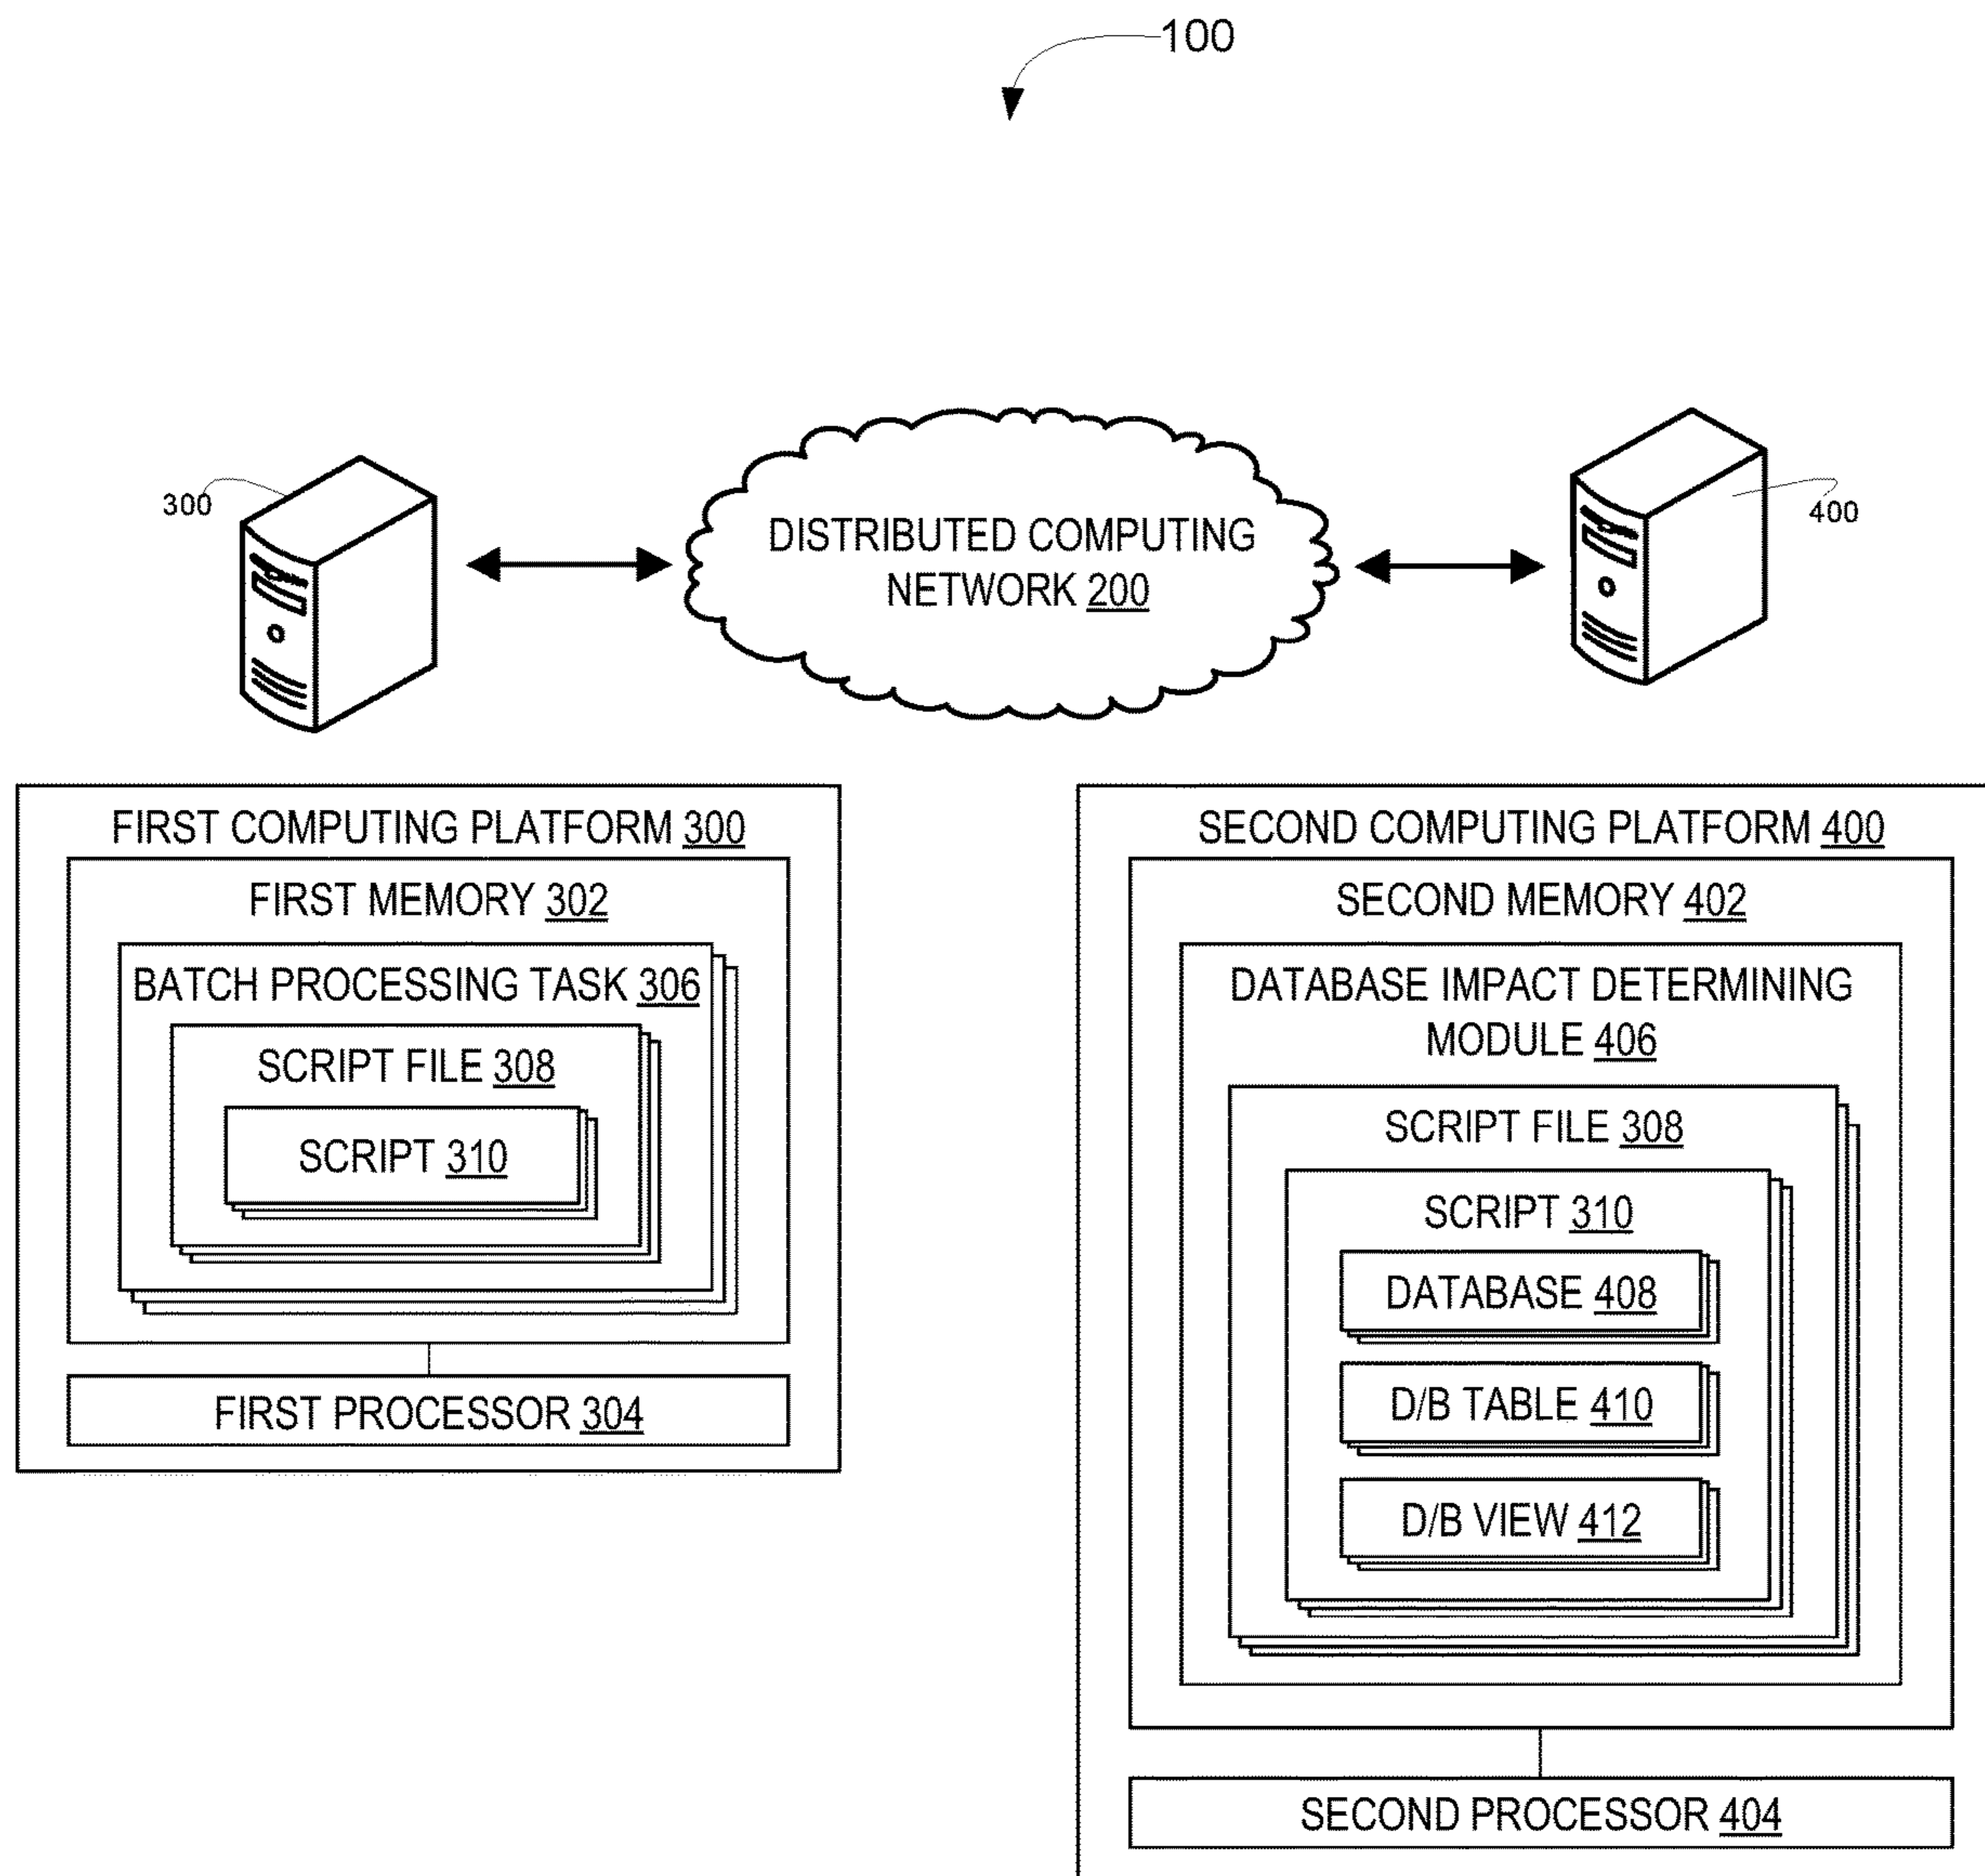 100
300
DISTRIBUTED COMPUTING
NETWORK 200
400
FIRST COMPUTING PLATFORM 300
FIRST MEMORY 302
BATCH PROCESSING TASK 306
SCRIPT FILE 308
SCRIPT 310
FIRST PROCESSOR 304
SECOND COMPUTING PLATFORM 400
SECOND MEMORY 402
DATABASE IMPACT DETERMINING
MODULE 406
SCRIPT FILE 308
SCRIPT 310
DATABASE 408
D/B TABLE 410
D/B VIEW 412
SECOND PROCESSOR 404